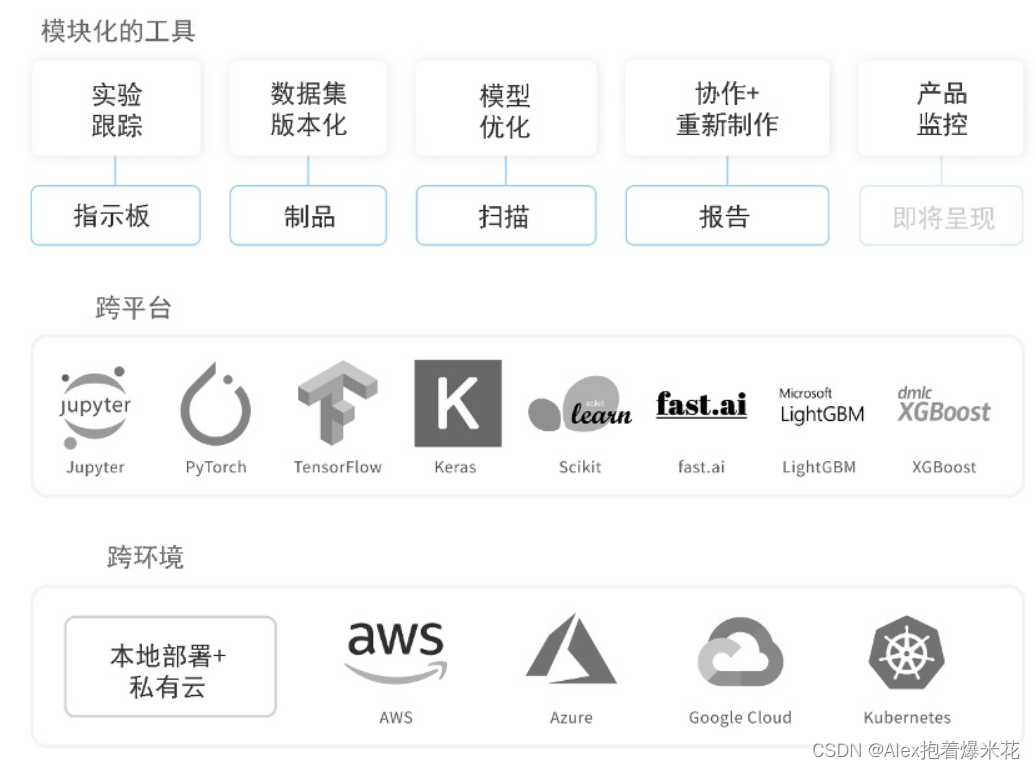 模块化的工具
实验
跟踪
数据集
版本化
模型
优化
协作+
重新制作
产品
监控
指示板
制品
扫描
报告
即将呈现
跨平台
jupyter
K
scikit
learn
fast.ai
Microsoft
LightGBM
dmlc
XGBoost
Jupyter
PyTorch
TensorFlow
Keras
Scikit
fast.ai
LightGBM
XGBoost
跨环境
本地部署+
私有云
aws
AWS
Azure
Google Cloud
Kubernetes
CSDN @Alex抱着爆米花